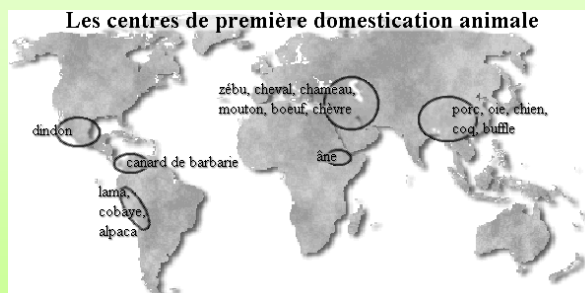 Les centres de première domestication animale
zébu, cheval, chameau,
mouton, boeuf, chèvre
porc, oie, chien,
coq, buffle
dindon
canard de barbarie
âne
lama,
cobaye,
alpaca